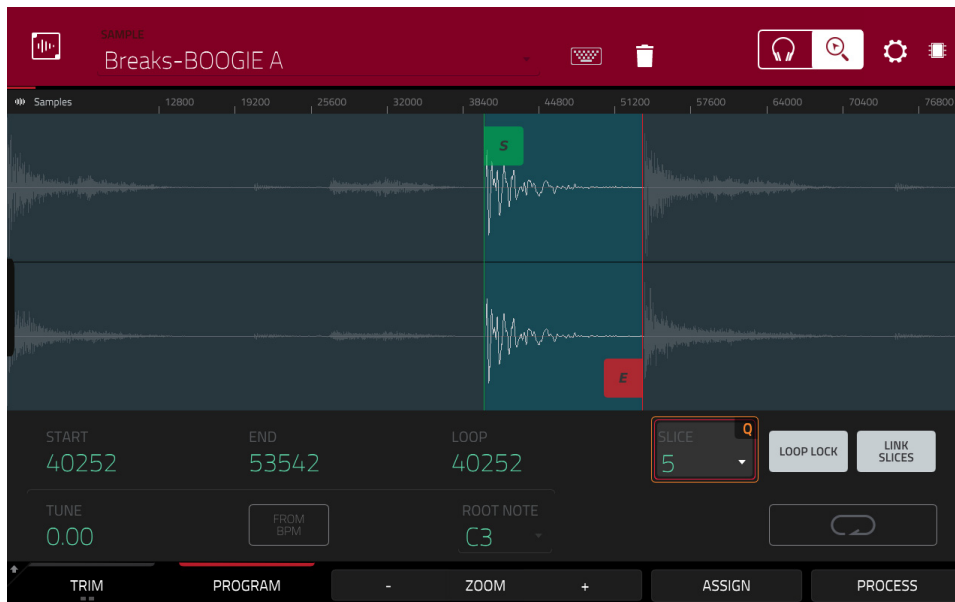 SAMPLE
Breaks-BOOGIE A
Samples 12800 19200 25600 32000 38400 44800 51200 57600 64000 70400 76800
S
E
START END LOOP SLICE Q
40252 53542 40252 5 LOOP LOCK LINK SLICES
TUNE FROM BPM ROOT NOTE
0.00 C3
TRIM PROGRAM - ZOOM + ASSIGN PROCESS